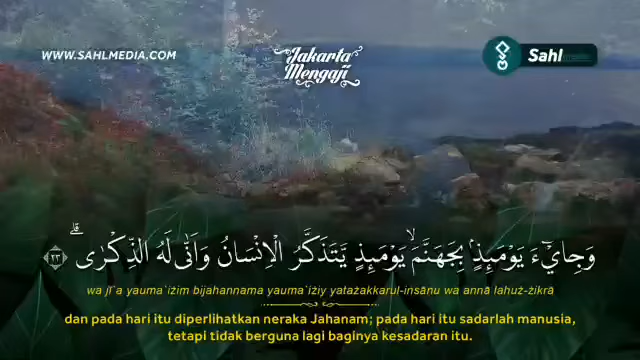 WWW.SAHLMEDIA.COM
Jakarta
Mengaji
Sahl
وَجِايْۤءَ يَوْمَىِٕذٍۢ بِجَهَنَّمَۙ يَوْمَىِٕذٍ يَّتَذَكَّرُ الْاِنْسَانُ وَاَنّٰى لَهُ الذِّكْرٰىۗ ٢٣
wa jī`a yauma`iżim bijahannama yauma`iżiy yatażakkarul-insānu wa annā lahuż-żikrā
dan pada hari itu diperlihatkan neraka Jahanam; pada hari itu sadarlah manusia,
tetapi tidak berguna lagi baginya kesadaran itu.